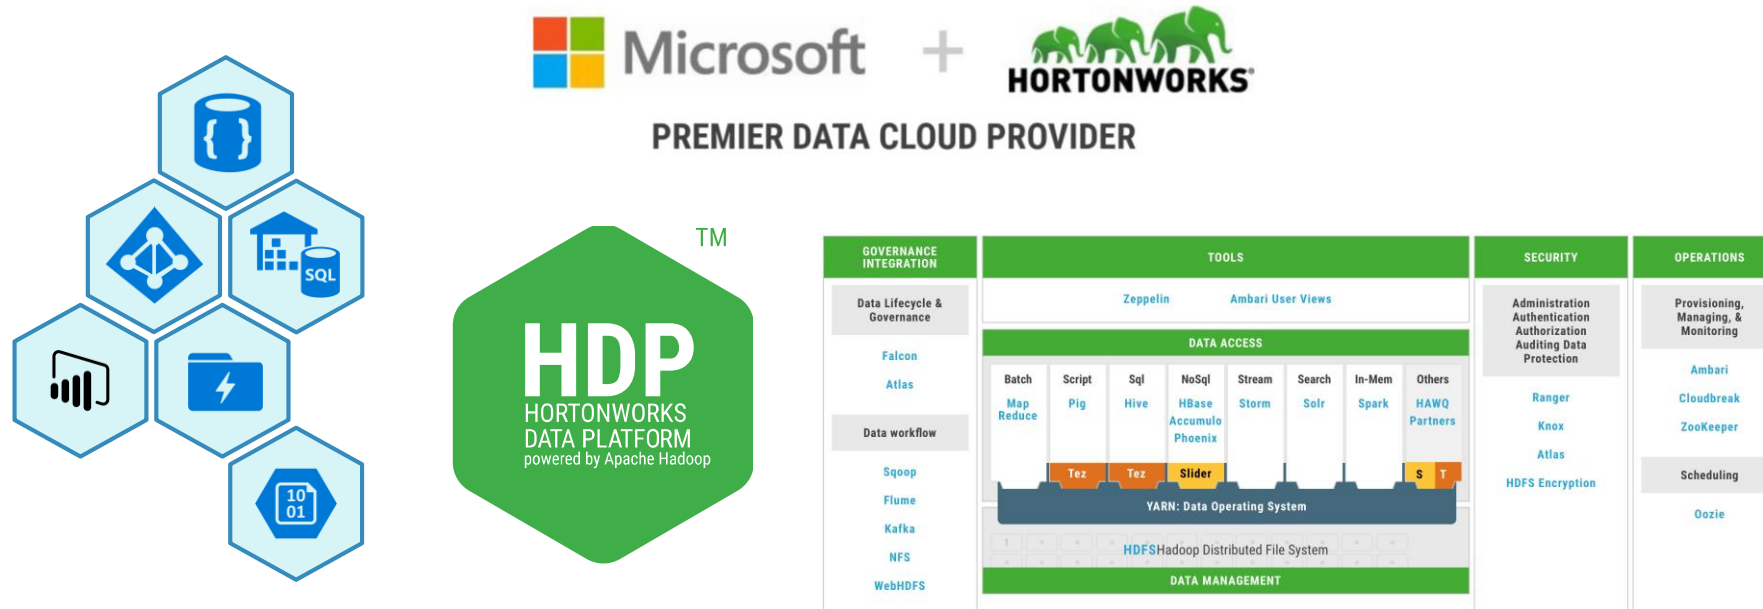 Microsoft + HORTONWORKS®
PREMIER DATA CLOUD PROVIDER
{ }
SQL
10
01
TM
HDP
HORTONWORKS
DATA PLATFORM
powered by Apache Hadoop
GOVERNANCE
INTEGRATION
Data Lifecycle &
Governance
Falcon
Atlas
Data workflow
Sqoop
Flume
Kafka
NFS
WebHDFS
TOOLS
Zeppelin Ambari User Views
DATA ACCESS
Batch Script Sql NoSql Stream Search In-Mem Others
Map Pig Hive HBase Storm Solr Spark HAWQ
Reduce Accumulo Partners
Phoenix
Tez Tez Slider S T
YARN: Data Operating System
1
HDFS Hadoop Distributed File System
DATA MANAGEMENT
SECURITY
Administration
Authentication
Authorization
Auditing Data
Protection
Ranger
Knox
Atlas
HDFS Encryption
OPERATIONS
Provisioning,
Managing, &
Monitoring
Ambari
Cloudbreak
ZooKeeper
Scheduling
Oozie